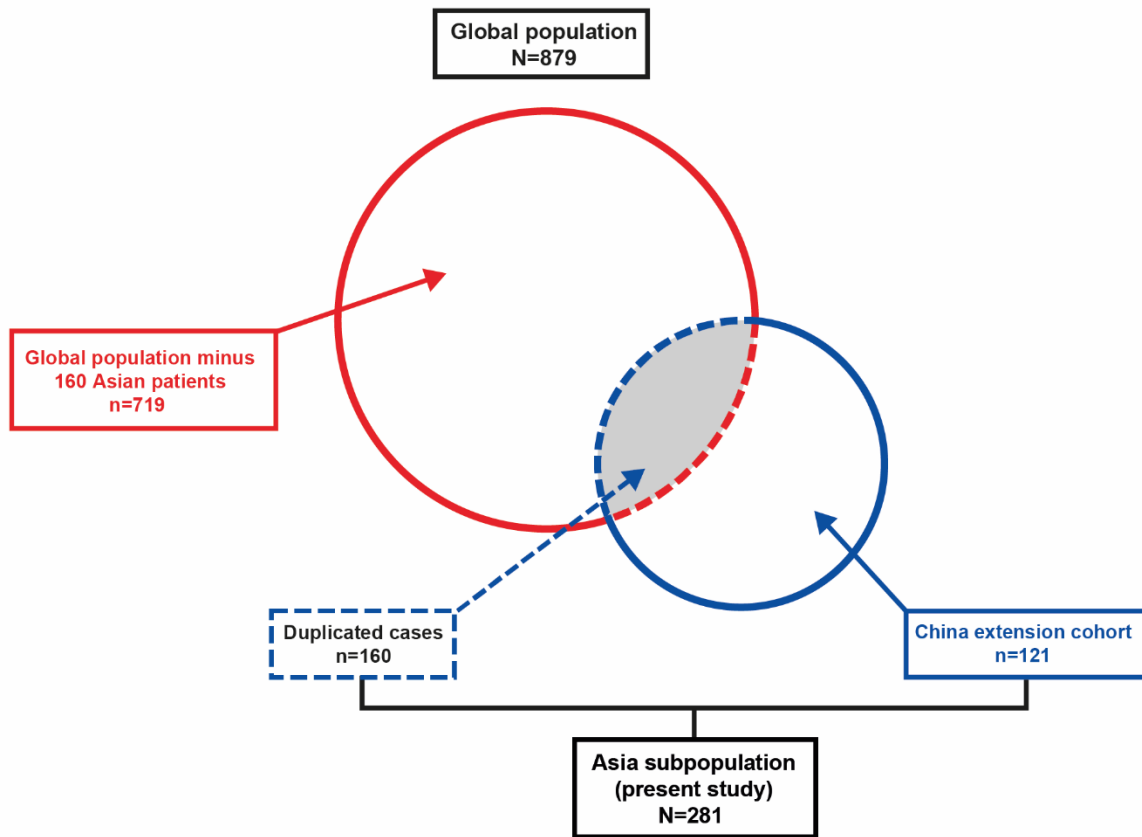 Global population
N=879
Global population minus
160 Asian patients
n=719
Duplicated cases
n=160
China extension cohort
n=121
Asia subpopulation
(present study)
N=281